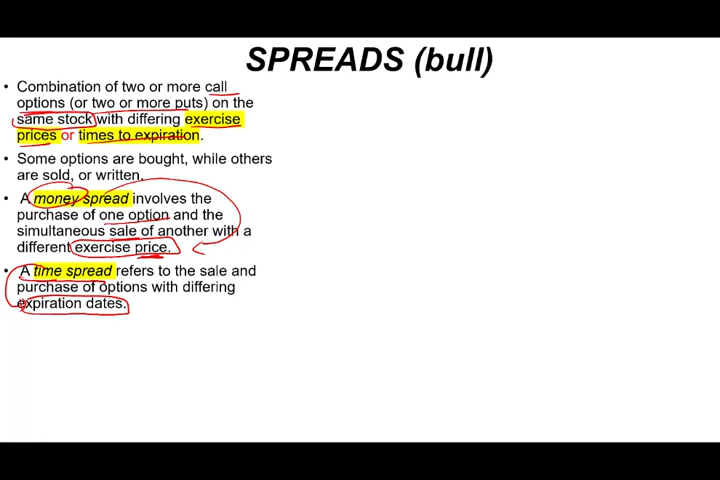 SPREADS (bull)
• Combination of two or more call
options (or two or more puts) on the
same stock with differing exercise
prices or times to expiration.
• Some options are bought, while others
are sold, or written.
• A money spread involves the
purchase of one option and the
simultaneous sale of another with a
different exercise price.
• A time spread refers to the sale and
purchase of options with differing
expiration dates.